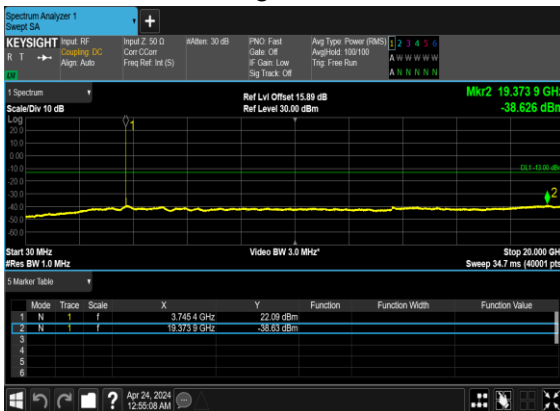 Spectrum Analyzer 1
Swept SA
KEYSIGHT Input: RF Input Z: 50 Ω #Atten: 30 dB PNO: Fast Avg Type: Power (RMS) 1 2 3 4 5 6
R T Coupling: DC Corr CCorr Gate: Off Avg|Hold: 100/100 A W W W W W
Align: Auto Freq Ref: Int (S) IF Gain: Low Trig: Free Run
Sig Track: Off A N N N N N
LV
1 Spectrum Ref Lvl Offset 15.89 dB Mkr2 19.373 9 GHz
Scale/Div 10 dB Ref Level 30.00 dBm -38.626 dBm
Log
20.0
10.0
0.00
-10.0 DL1 -13.00 dBm
-20.0
-30.0
-40.0
-50.0
-60.0
1
2
Start 30 MHz Video BW 3.0 MHz* Stop 20.000 GHz
#Res BW 1.0 MHz Sweep 34.7 ms (40001 pts)
5 Marker Table
Mode Trace Scale X Y Function Function Width Function Value
1 N 1 f 3.745 4 GHz 22.09 dBm
2 N 1 f 19.373 9 GHz -38.63 dBm
3
4
5
6
? Apr 24, 2024
12:55:08 AM